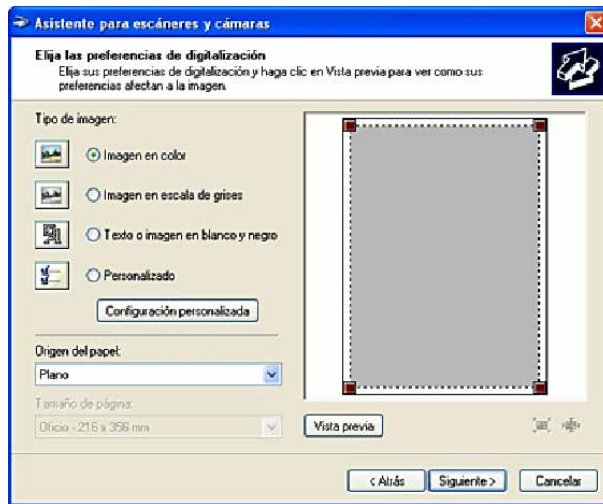 Asistente para escáneres y cámaras
Elija las preferencias de digitalización
Elija sus preferencias de digitalización y haga clic en Vista previa para ver como sus
preferencias afectan a la imagen.
Tipo de imagen:
Imagen en color
Imagen en escala de grises
Texto o imagen en blanco y negro
Personalizado
Configuración personalizada
Origen del papel:
Plano
Tamaño de página:
Oficio - 216 x 356 mm
Vista previa
< Atrás
Siguiente >
Cancelar